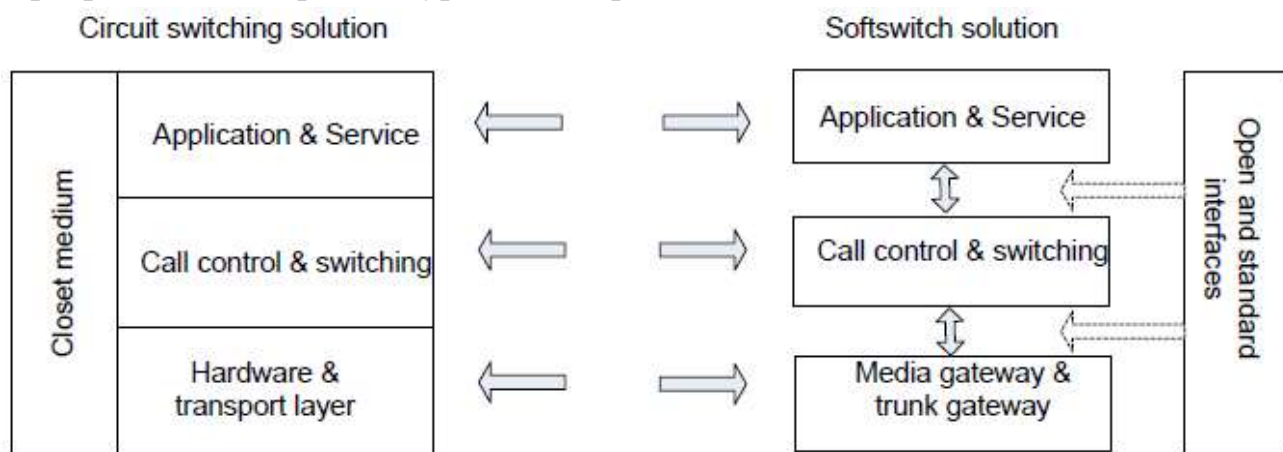 Circuit switching solution
Softswitch solution
Closet medium
Application & Service
Call control & switching
Hardware &
transport layer
Application & Service
Call control & switching
Media gateway &
trunk gateway
Open and standard
interfaces